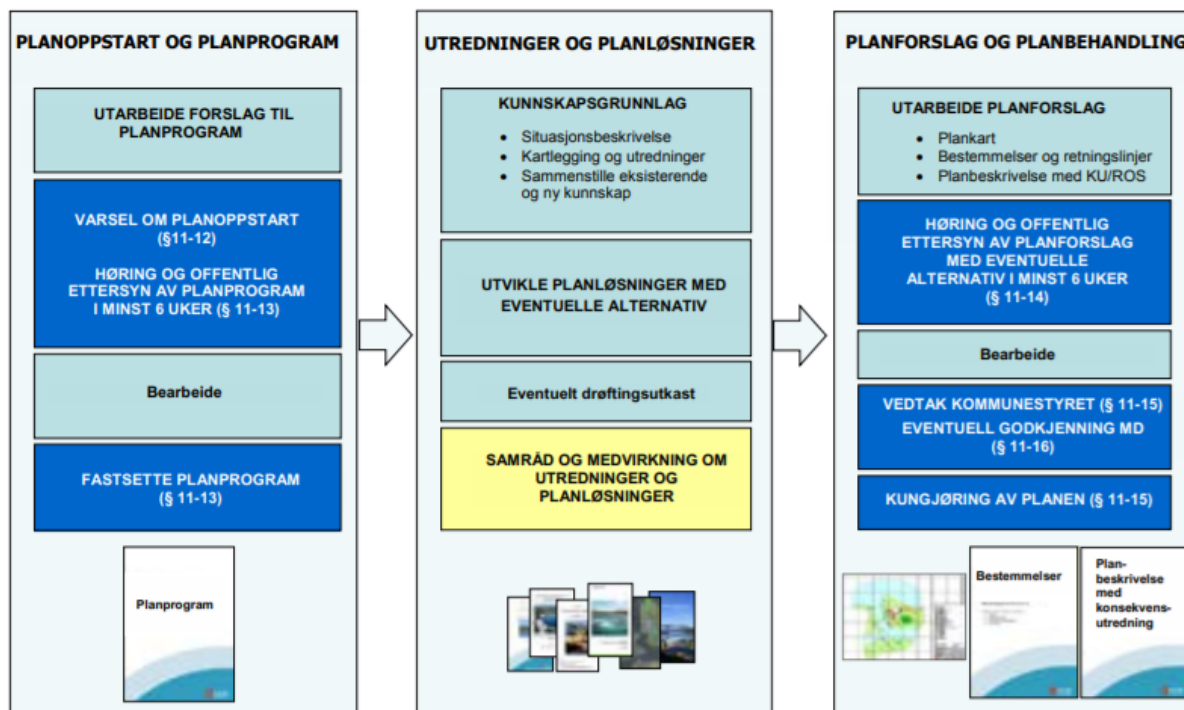 PLANOPPSTART OG PLANPROGRAM
UTARBEIDE FORSLAG TIL
PLANPROGRAM
VARSEL OM PLANOPPSTART
(§11-12)
HØRING OG OFFENTLIG
ETTERSYN AV PLANPROGRAM
I MINST 6 UKER (§ 11-13)
Bearbeide
FASTSETTE PLANPROGRAM
(§ 11-13)
Planprogram
UTREDNINGER OG PLANLØSNINGER
KUNNSKAPSGRUNNLAG
• Situasjonsbeskrivelse
• Kartlegging og utredninger
• Sammenstille eksisterende
og ny kunnskap
UTVIKLE PLANLØSNINGER MED
EVENTUELLE ALTERNATIV
Eventuelt drøftingsutkast
SAMRÅD OG MEDVIRKNING OM
UTREDNINGER OG
PLANLØSNINGER
PLANFORSLAG OG PLANBEHANDLING
UTARBEIDE PLANFORSLAG
• Plankart
• Bestemmelser og retningslinjer
• Planbeskrivelse med KU/ROS
HØRING OG OFFENTLIG
ETTERSYN AV PLANFORSLAG
MED EVENTUELLE
ALTERNATIV I MINST 6 UKER
(§ 11-14)
Bearbeide
VEDTAK KOMMUNESTYRET (§ 11-15)
EVENTUELL GODKJENNING MD
(§ 11-16)
KUNGJØRING AV PLANEN (§ 11-15)
Bestemmelser
Plan-
beskrivelse
med
konsekvens-
utredning